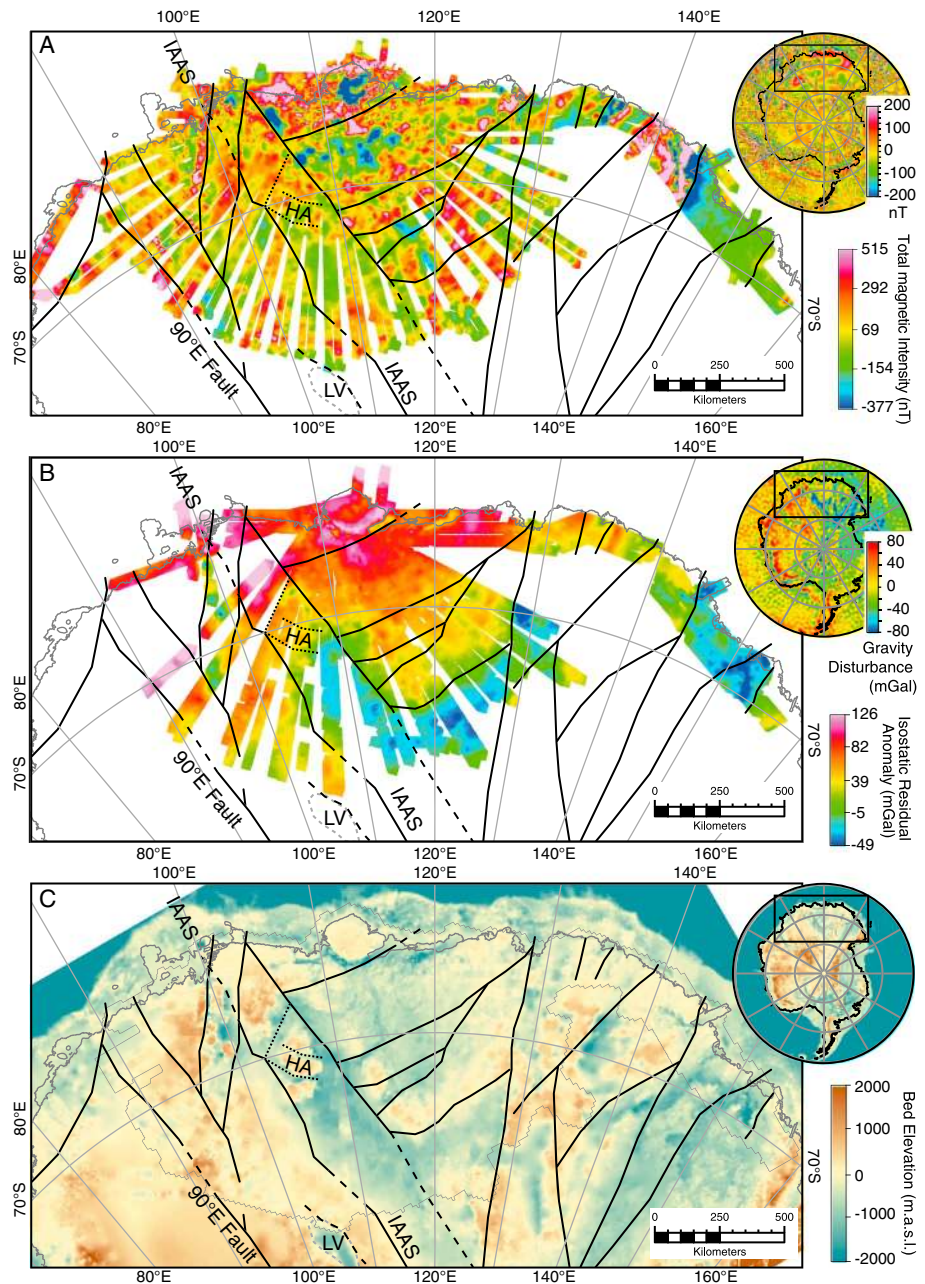 100°E
120°E
140°E
A
IAAS
200
100
0
-100
-200
nT
HA
80°E
70°S
90°E Fault
LV
IAAS
0
250
500
Kilometers
70°S
515
292
69
-154
-377
Total magnetic Intensity (nT)
80°E
100°E
120°E
140°E
160°E
100°E
120°E
140°E
B
IAAS
80
40
0
-40
-80
Gravity
Disturbance
(mGal)
HA
80°E
70°S
90°E Fault
LV
IAAS
0
250
500
Kilometers
70°S
126
82
39
-5
-49
Isostatic Residual
Anomaly (mGal)
80°E
100°E
120°E
140°E
160°E
100°E
120°E
140°E
C
IAAS
HA
80°E
70°S
90°E Fault
LV
IAAS
0
250
500
Kilometers
70°S
2000
1000
0
-1000
-2000
Bed Elevation (m.a.s.l.)
80°E
100°E
120°E
140°E
160°E